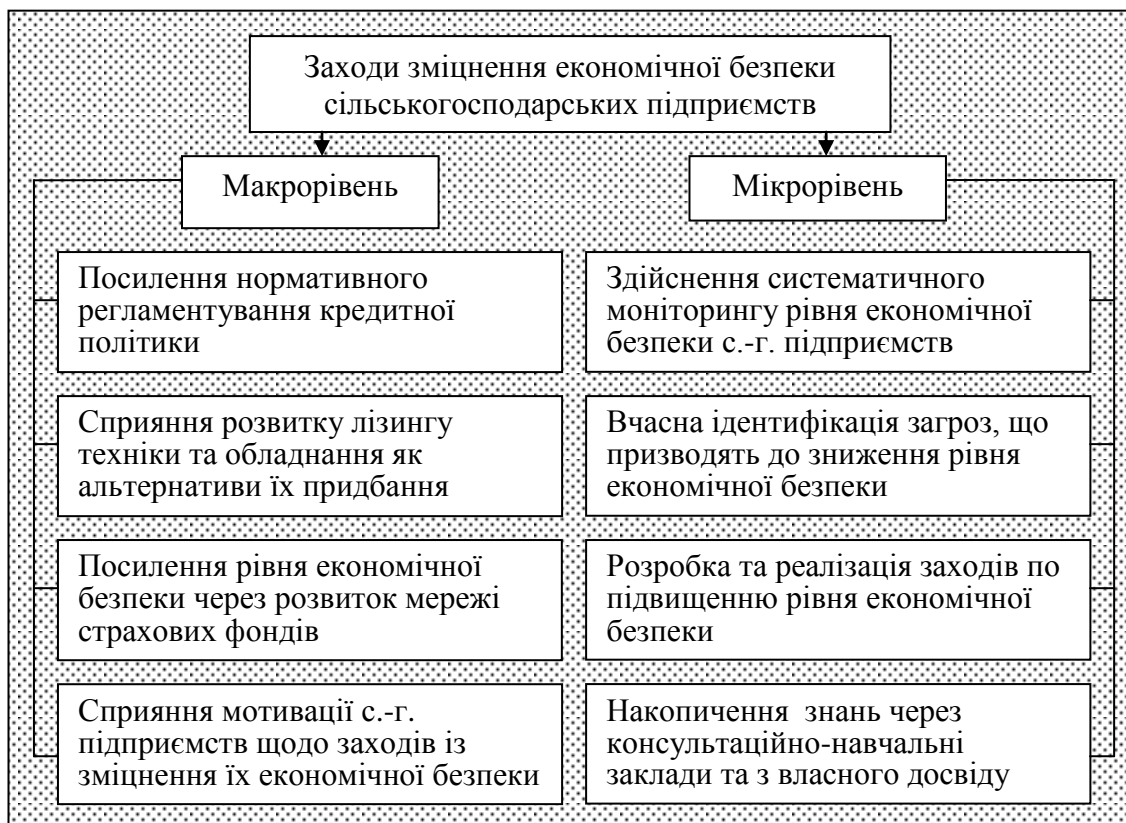 Заходи зміцнення економічної безпеки
сільськогосподарських підприємств
Макрорівень
Посилення нормативного
регламентування кредитної
політики
Сприяння розвитку лізингу
техніки та обладнання як
альтернативи їх придбання
Посилення рівня економічної
безпеки через розвиток мережі
страхових фондів
Сприяння мотивації с.-г.
підприємств щодо заходів із
зміцнення їх економічної безпеки
Мікрорівень
Здійснення систематичного
моніторингу рівня економічної
безпеки с.-г. підприємств
Вчасна ідентифікація загроз, що
призводять до зниження рівня
економічної безпеки
Розробка та реалізація заходів по
підвищенню рівня економічної
безпеки
Накопичення знань через
консультаційно-навчальні
заклади та з власного досвіду